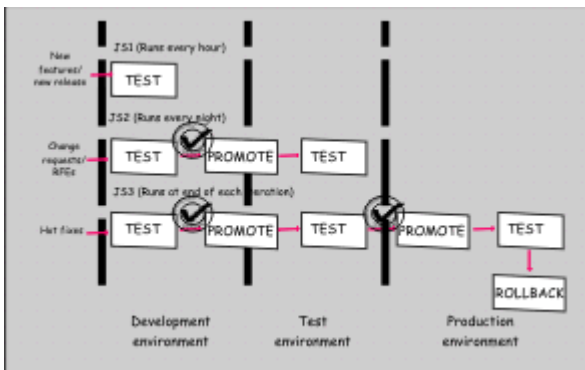 JS1 (Runs every hour)
New
features/
new release
TEST
JS2 (Runs every night)
Change
requests/
RFEs
TEST
PROMOTE
TEST
JS3 (Runs at end of each iteration)
Hot fixes
TEST
PROMOTE
TEST
PROMOTE
TEST
ROLLBACK
Development
environment
Test
environment
Production
environment